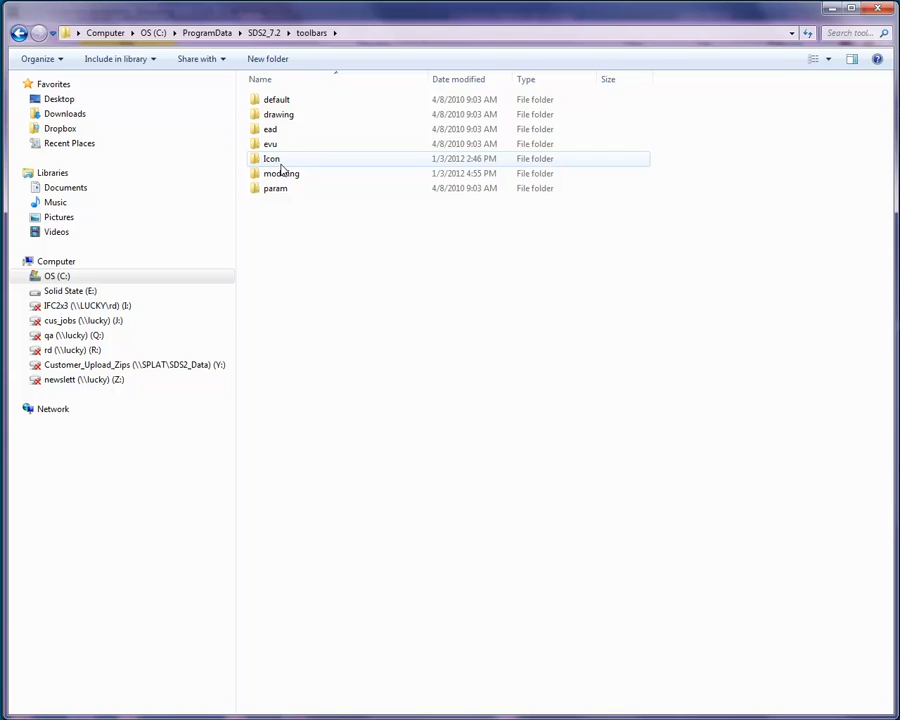 Computer ▸ OS (C:) ▸ ProgramData ▸ SDS2_7.2 ▸ toolbars ▸
Search tool...
Organize ▾ Include in library ▾ Share with ▾ New folder
Name Date modified Type Size
Favorites
Desktop
Downloads
Dropbox
Recent Places
Libraries
Documents
Music
Pictures
Videos
Computer
OS (C:)
Solid State (E:)
IFC2x3 (\\LUCKY\rd) (I:)
cus_jobs (\\lucky) (J:)
qa (\\lucky) (Q:)
rd (\\lucky) (R:)
Customer_Upload_Zips (\\SPLAT\SDS2_Data) (Y:)
newslett (\\lucky) (Z:)
Network
default 4/8/2010 9:03 AM File folder
drawing 4/8/2010 9:03 AM File folder
ead 4/8/2010 9:03 AM File folder
evu 4/8/2010 9:03 AM File folder
Icon 1/3/2012 2:46 PM File folder
modeling 1/3/2012 4:55 PM File folder
param 4/8/2010 9:03 AM File folder